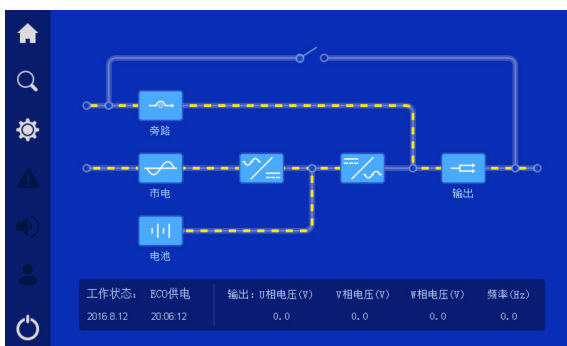 旁路
市电
输出
电池
工作状态： ECO供电 输出：U相电压(V) V相电压(V) W相电压(V) 频率(Hz)
2016.8.12 20:06:12 0.0 0.0 0.0 0.0